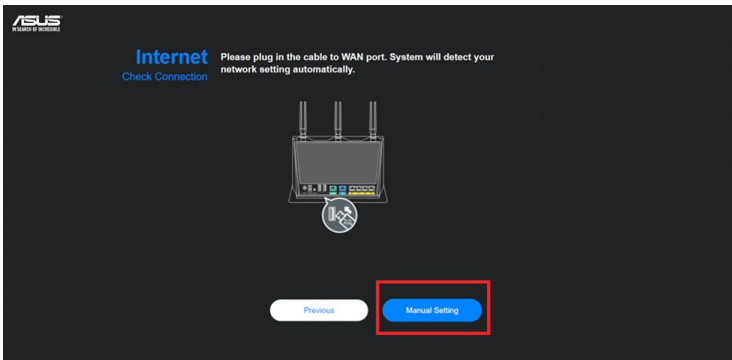 ASUS
IN SEARCH OF INCREDIBLE
Internet
Check Connection
Please plug in the cable to WAN port. System will detect your
network setting automatically.
Previous
Manual Setting